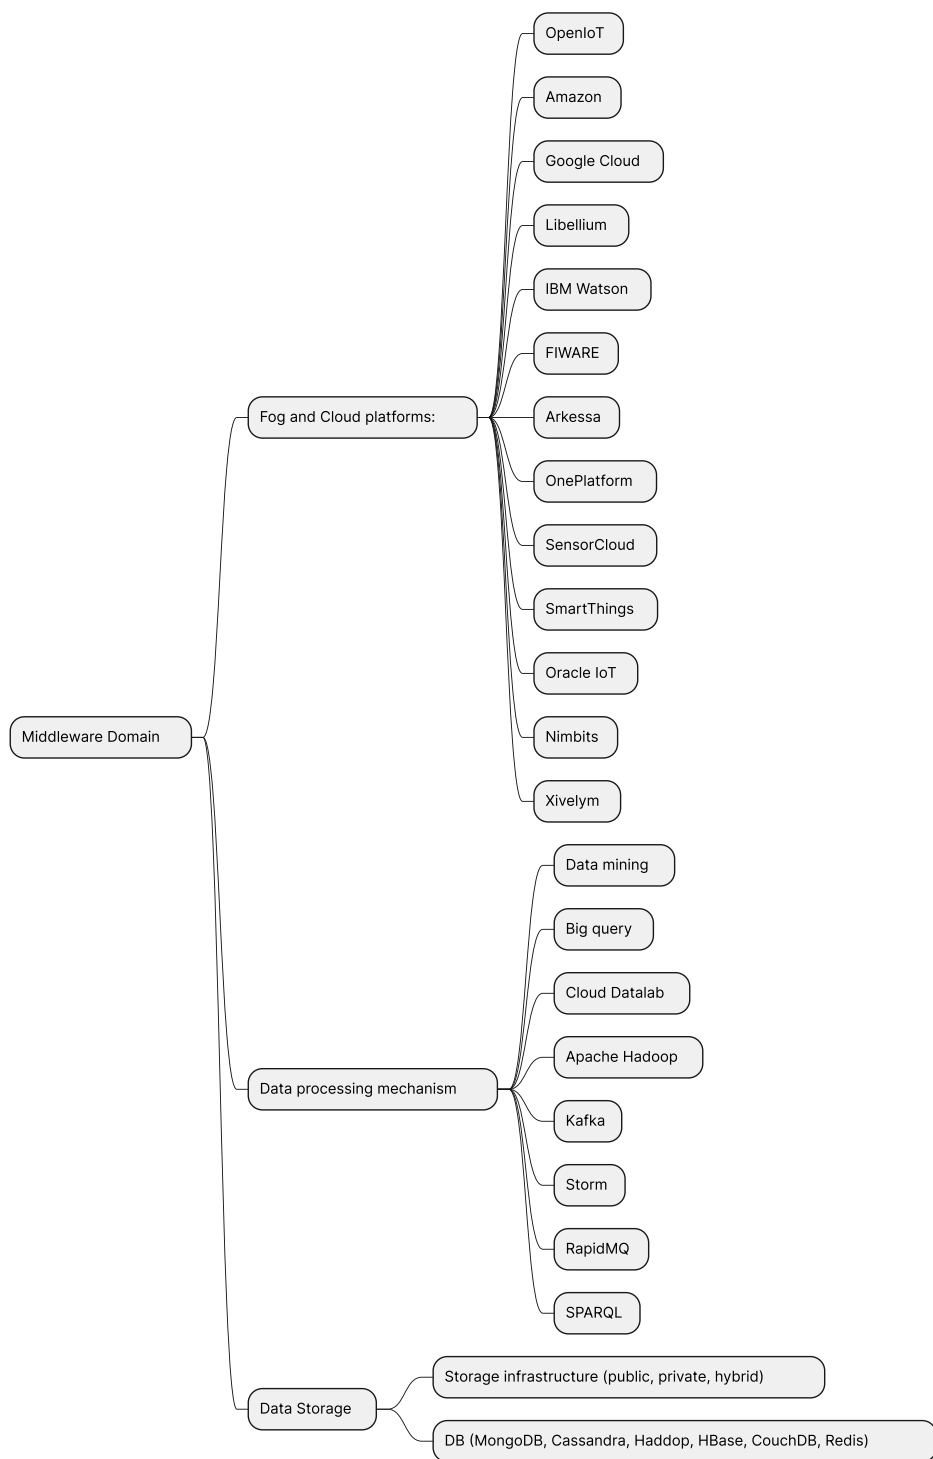 OpenIoT
Amazon
Google Cloud
Libellium
IBM Watson
FIWARE
Fog and Cloud platforms:
Arkessa
OnePlatform
SensorCloud
SmartThings
Oracle IoT
Middleware Domain
Nimbits
Xivelym
Data mining
Big query
Cloud Datalab
Apache Hadoop
Data processing mechanism
Kafka
Storm
RapidMQ
SPARQL
Storage infrastructure (public, private, hybrid)
Data Storage
DB (MongoDB, Cassandra, Haddop, HBase, CouchDB, Redis)